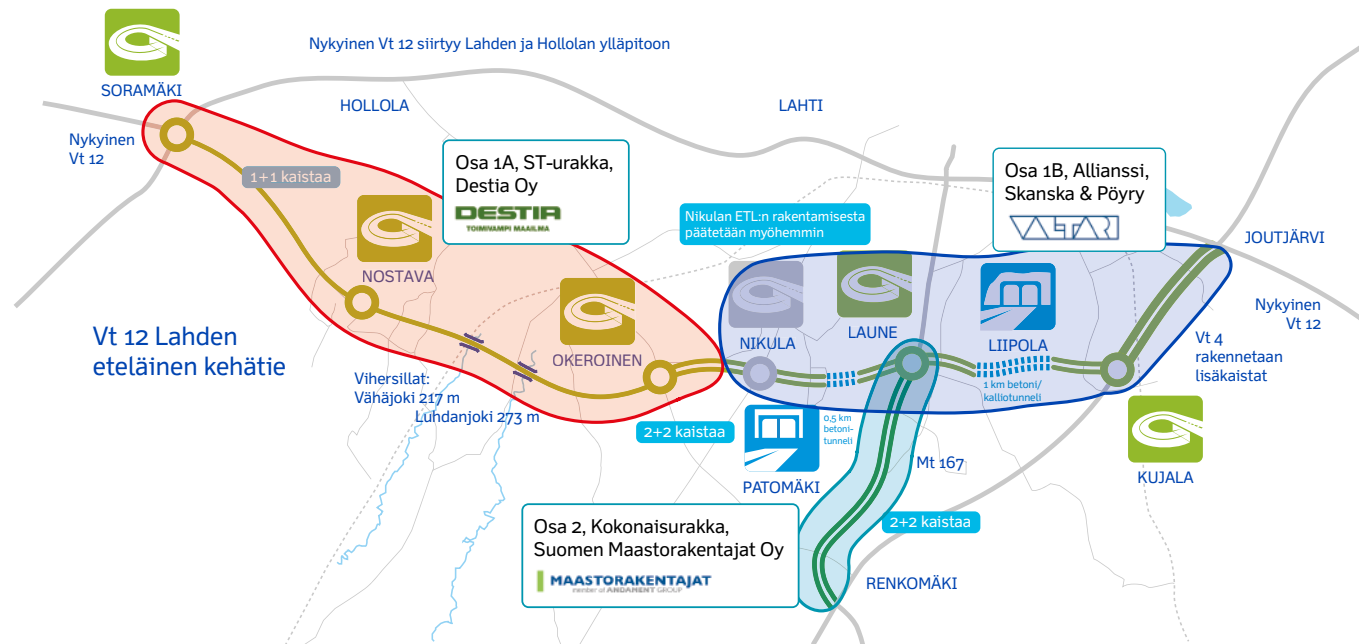 Nykyinen Vt 12 siirtyy Lahden ja Hollolan ylläpitoon
SORAMÄKI
HOLLOLA
LAHTI
Nykyinen
Vt 12
1+1 kaistaa
Osa 1A, ST-urakka,
Destia Oy
DESTIA
TOIMIVAMPI MAAILMA
Osa 1B, Allianssi,
Skanska & Pöyry
VALTARI
Nikulan ETL:n rakentamisesta
päätetään myöhemmin
JOUTJÄRVI
NOSTAVA
NIKULA
LAUNE
LIIPOLA
Nykyinen
Vt 12
Vt 12 Lahden
eteläinen kehätie
OKEROINEN
Vt 4
rakennetaan
lisäkaistat
Vihersillat:
Vähäjoki 217 m
Luhdanjoki 273 m
1 km betoni/
kalliotunneli
2+2 kaistaa
0,5 km
betoni-
tunneli
PATOMÄKI
Mt 167
KUJALA
Osa 2, Kokonaisurakka,
Suomen Maastorakentajat Oy
MAASTORAKENTAJAT
member of ANDAMENT GROUP
2+2 kaistaa
RENKOMÄKI